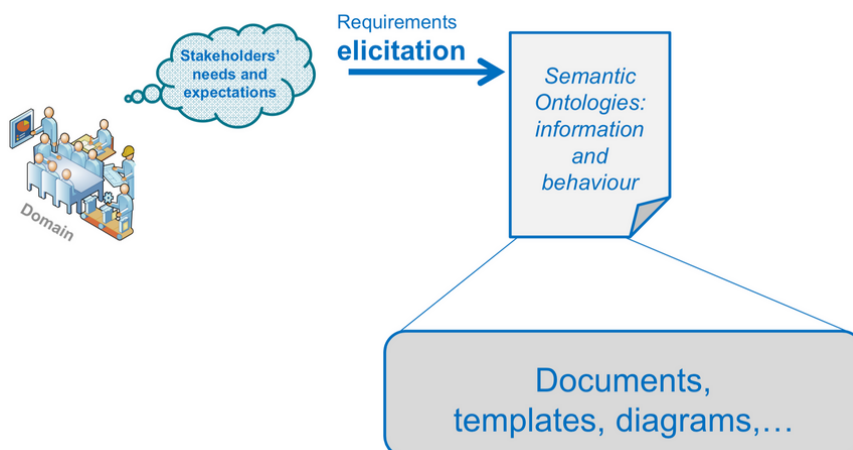 Requirements
elicitation
Stakeholders'
needs and
expectations
Semantic
Ontologies:
information
and
behaviour
Domain
Documents,
templates, diagrams,...